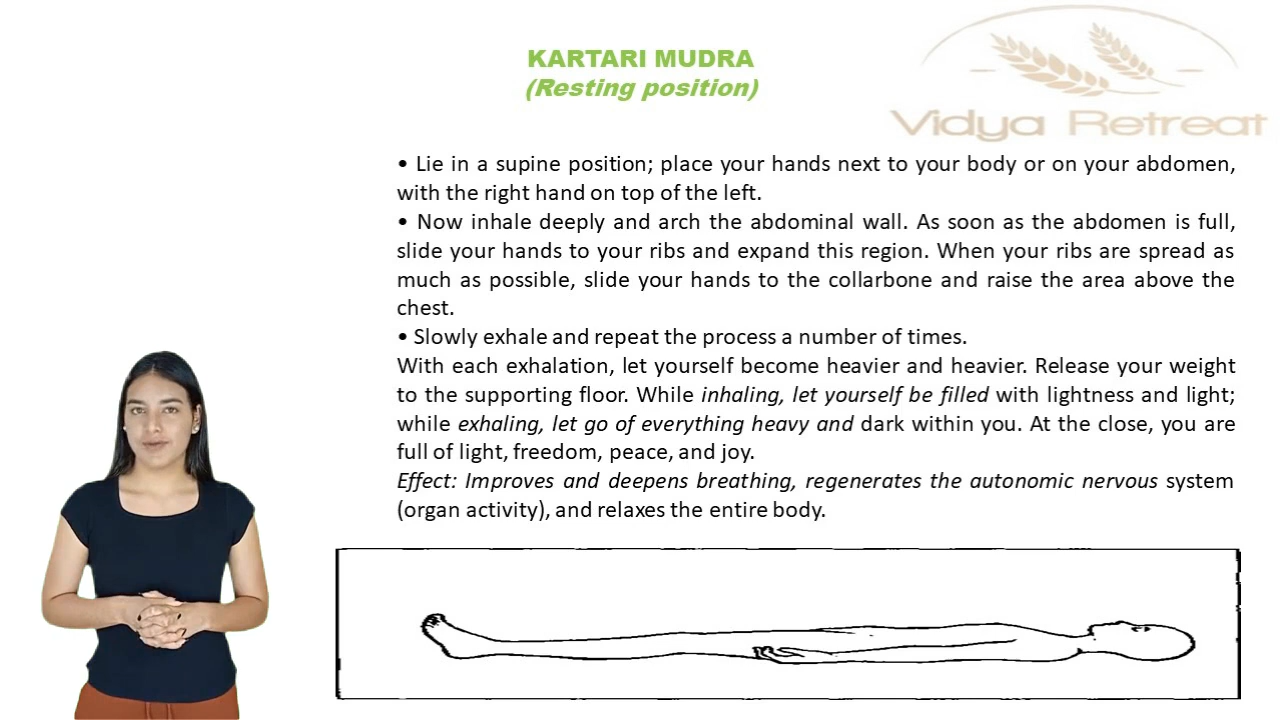 KARTARI MUDRA
(Resting position)
Vidya Retreat
• Lie in a supine position; place your hands next to your body or on your abdomen,
with the right hand on top of the left.
• Now inhale deeply and arch the abdominal wall. As soon as the abdomen is full,
slide your hands to your ribs and expand this region. When your ribs are spread as
much as possible, slide your hands to the collarbone and raise the area above the
chest.
• Slowly exhale and repeat the process a number of times.
With each exhalation, let yourself become heavier and heavier. Release your weight
to the supporting floor. While inhaling, let yourself be filled with lightness and light;
while exhaling, let go of everything heavy and dark within you. At the close, you are
full of light, freedom, peace, and joy.
Effect: Improves and deepens breathing, regenerates the autonomic nervous system
(organ activity), and relaxes the entire body.